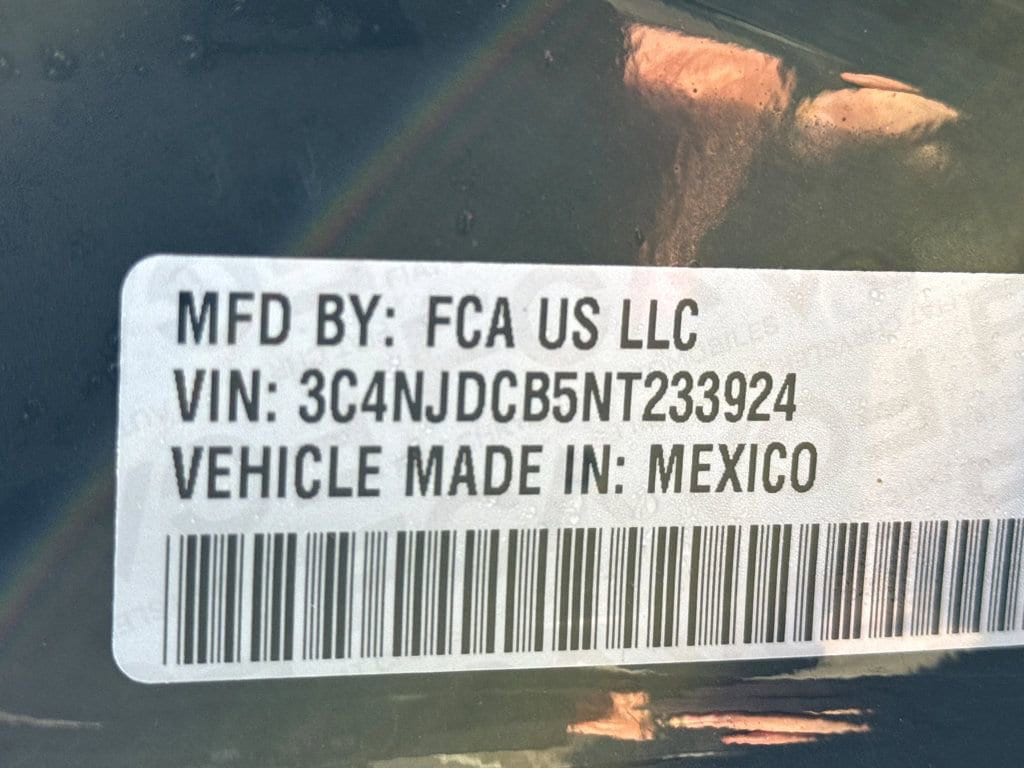 MFD BY: FCA US LLC
VIN: 3C4NJDCB5NT233924
VEHICLE MADE IN: MEXICO